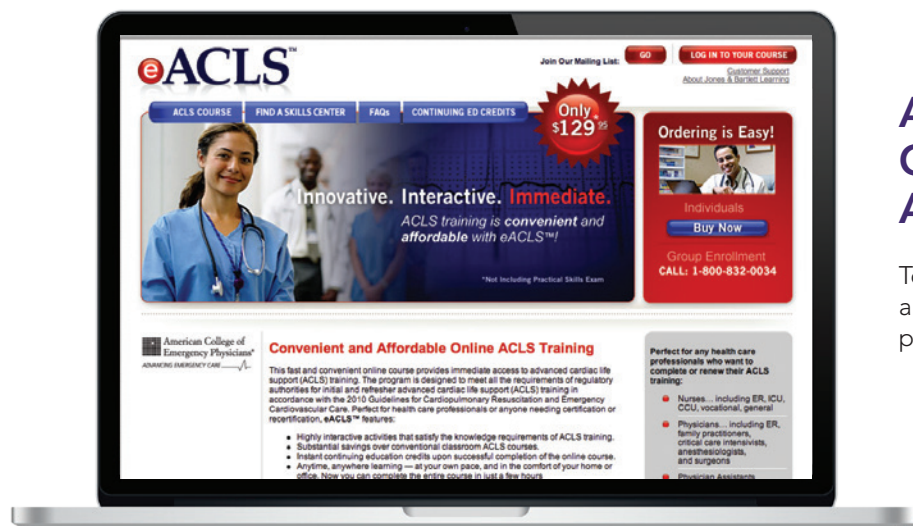 eACLS™
Join Our Mailing List:
GO
LOG IN TO YOUR COURSE
Customer Support
About Jones & Bartlett Learning
ACLS COURSE
FIND A SKILLS CENTER
FAQs
CONTINUING ED CREDITS
Only
$129.95
Innovative. Interactive. Immediate.
ACLS training is convenient and
affordable with eACLS™!
*Not Including Practical Skills Exam
Ordering is Easy!
Individuals
Buy Now
Group Enrollment
CALL: 1-800-832-0034
American College of
Emergency Physicians®
ADVANCING EMERGENCY CARE
Convenient and Affordable Online ACLS Training
This fast and convenient online course provides immediate access to advanced cardiac life
support (ACLS) training. The program is designed to meet all the requirements of regulatory
authorities for initial and refresher advanced cardiac life support (ACLS) training in
accordance with the 2010 Guidelines for Cardiopulmonary Resuscitation and Emergency
Cardiovascular Care. Perfect for health care professionals or anyone needing certification or
recertification, eACLS™ features:
Highly interactive activities that satisfy the knowledge requirements of ACLS training.
Substantial savings over conventional classroom ACLS courses.
Instant continuing education credits upon successful completion of the online course.
Anytime, anywhere learning — at your own pace, and in the comfort of your home or
office. Now you can complete the entire course in just a few hours
Perfect for any health care
professionals who want to
complete or renew their ACLS
training:
Nurses... including ER, ICU,
CCU, vocational, general
Physicians... including ER,
family practitioners,
critical care intensivists,
anesthesiologists,
and surgeons
Physician Assistants